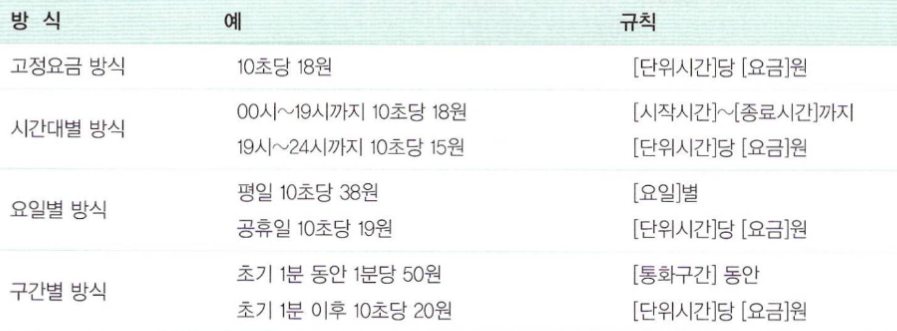 방 식 예 규칙
고정요금 방식 10초당 18원 [단위시간]당 [요금]원
시간대별 방식 00시~19시까지 10초당 18원 [시작시간]~[종료시간]까지
19시~24시까지 10초당 15원 [단위시간]당 [요금]원
요일별 방식 평일 10초당 38원 [요일]별
공휴일 10초당 19원 [단위시간]당 [요금]원
구간별 방식 초기 1분 동안 1분당 50원 [통화구간] 동안
초기 1분 이후 10초당 20원 [단위시간]당 [요금]원